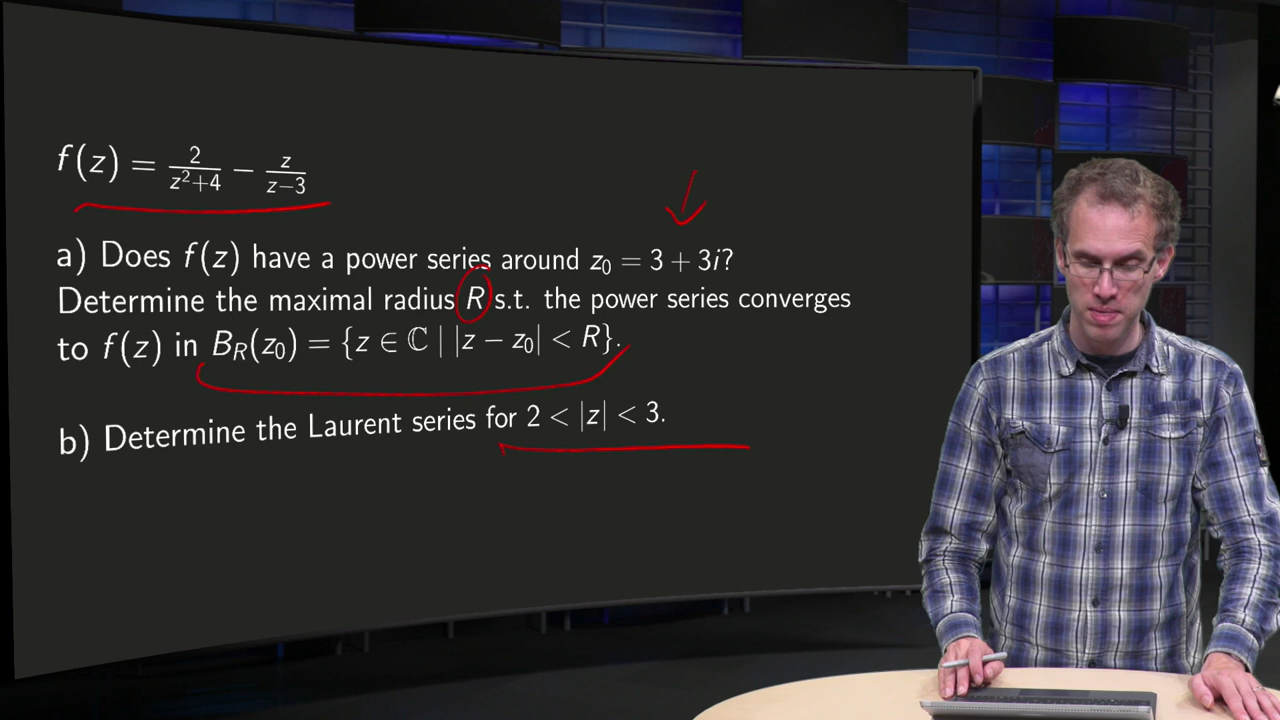 f(z) = 2/(z²+4) − z/(z−3)
a) Does f(z) have a power series around z₀ = 3 + 3i?
Determine the maximal radius R s.t. the power series converges
to f(z) in B_R(z₀) = {z ∈ ℂ | |z − z₀| < R}.
b) Determine the Laurent series for 2 < |z| < 3.